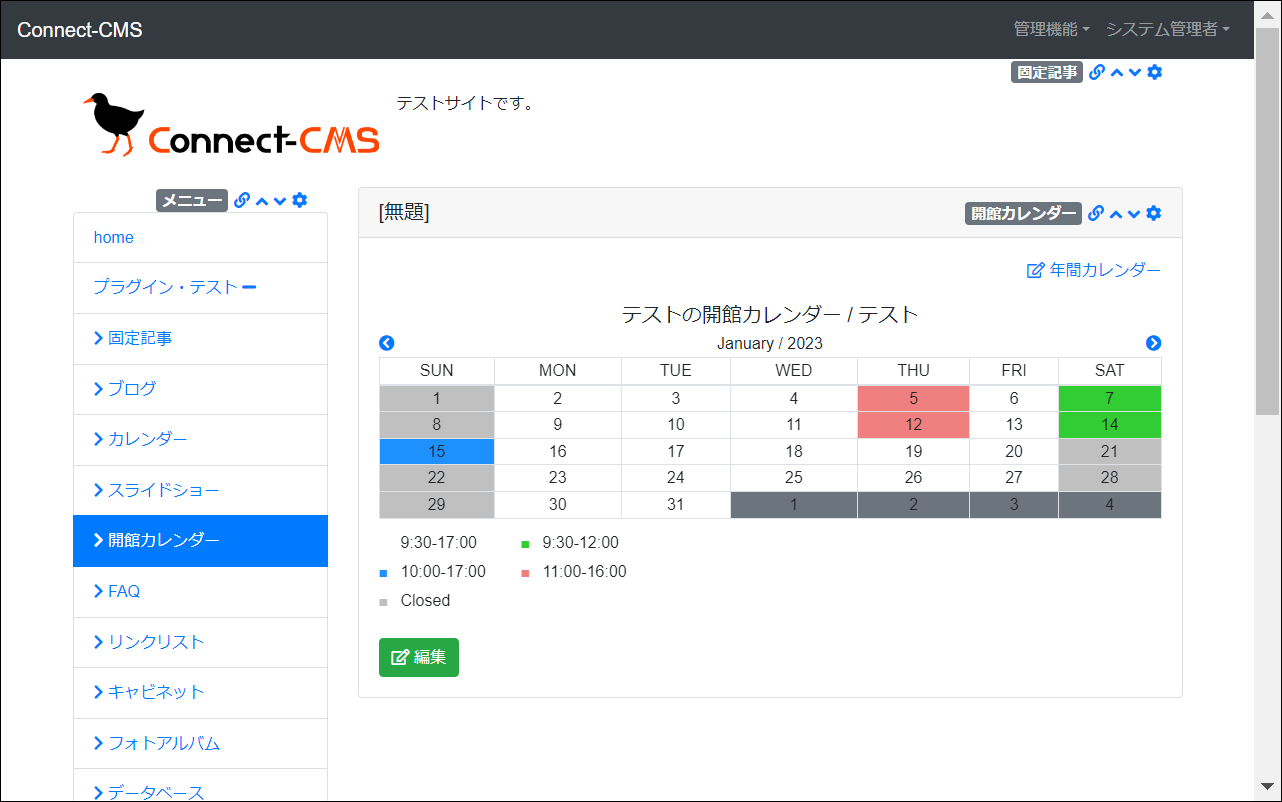 Connect-CMS
管理機能 システム管理者
固定記事
Connect-CMS
テストサイトです。
メニュー
home
プラグイン・テスト
固定記事
ブログ
カレンダー
スライドショー
開館カレンダー
FAQ
リンクリスト
キャビネット
フォトアルバム
データベース
[無題]
開館カレンダー
年間カレンダー
テストの開館カレンダー / テスト
January / 2023
SUN MON TUE WED THU FRI SAT
1 2 3 4 5 6 7
8 9 10 11 12 13 14
15 16 17 18 19 20 21
22 23 24 25 26 27 28
29 30 31 1 2 3 4
9:30-17:00 9:30-12:00
10:00-17:00 11:00-16:00
Closed
編集